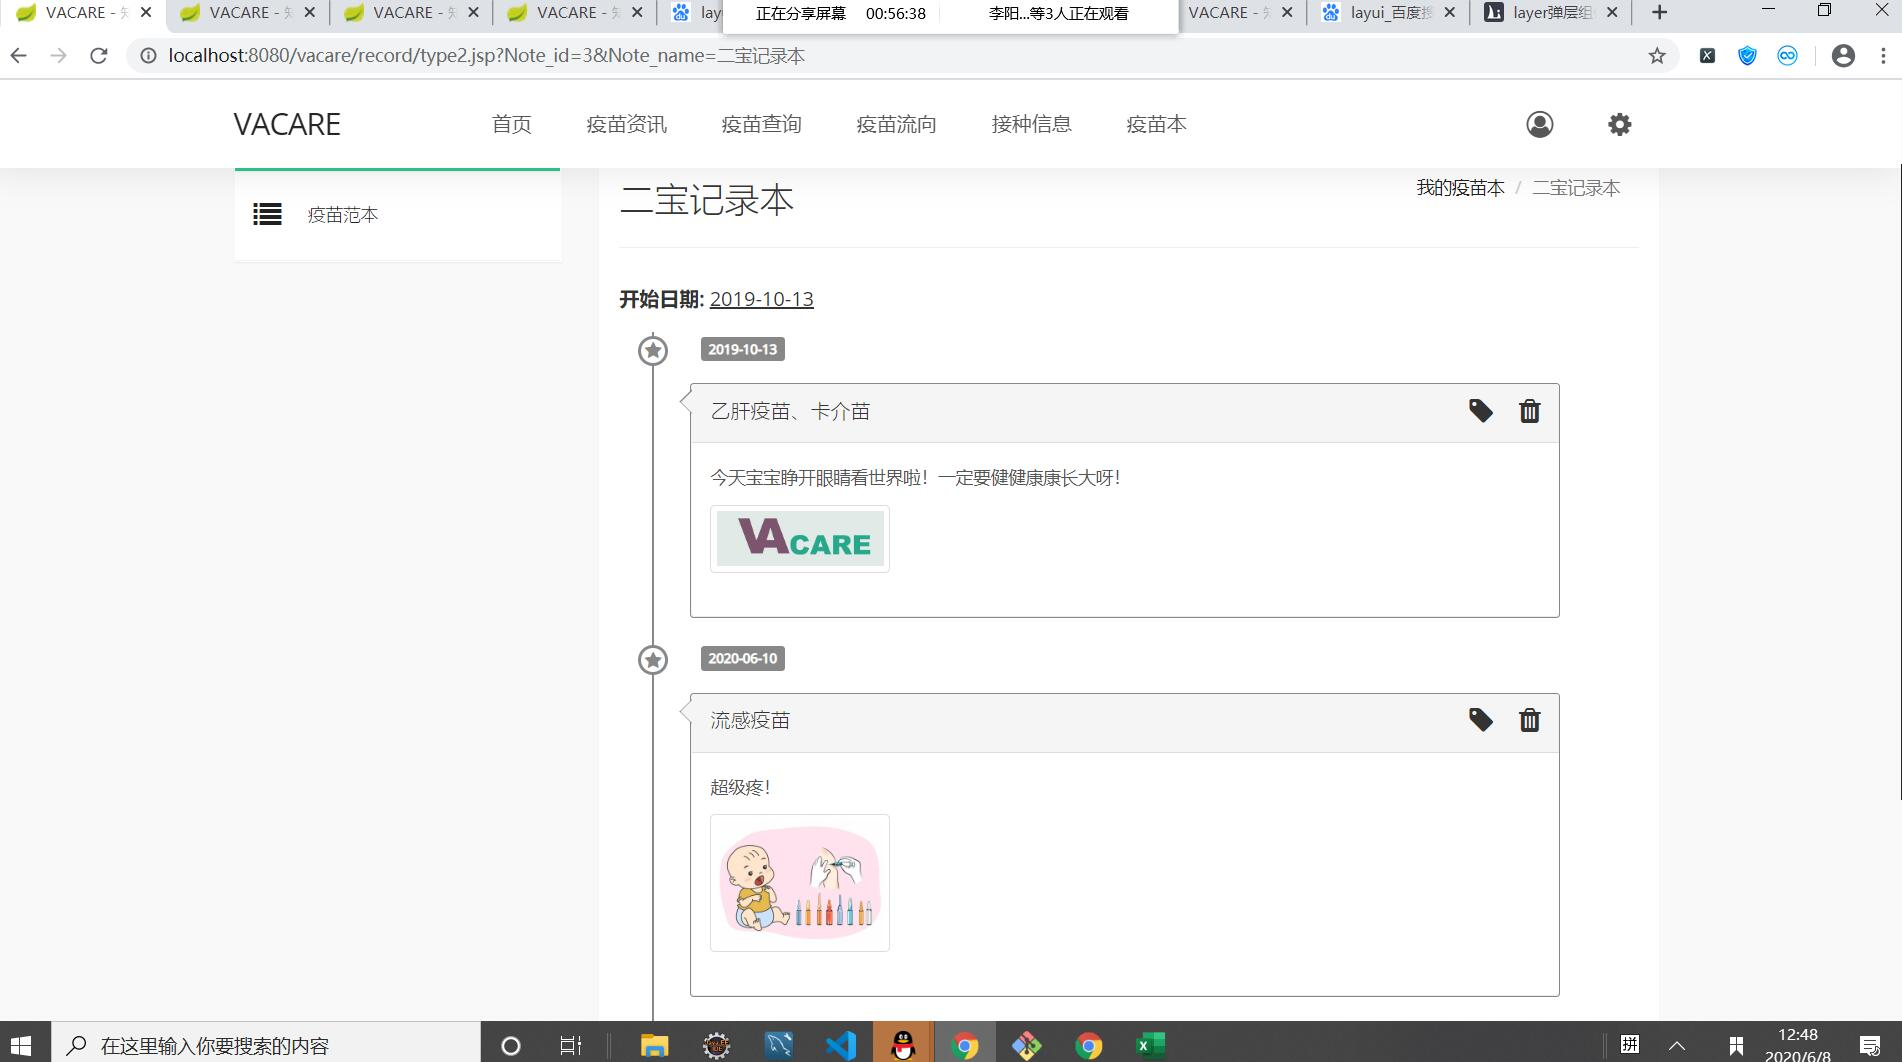 VACARE - 知
VACARE -
VACARE -
VACARE -
正在分享屏幕 00:56:38 李阳...等3人正在观看
VACARE -
layui_百度搜
layer弹层组
localhost:8080/vacare/record/type2.jsp?Note_id=3&Note_name=二宝记录本
VACARE 首页 疫苗资讯 疫苗查询 疫苗流向 接种信息 疫苗本
疫苗范本
二宝记录本
我的疫苗本 / 二宝记录本
开始日期: 2019-10-13
2019-10-13
乙肝疫苗、卡介苗
今天宝宝睁开眼睛看世界啦！一定要健健康康长大呀！
VACARE
2020-06-10
流感疫苗
超级疼！
在这里输入你要搜索的内容
拼
12:48
2020/6/8